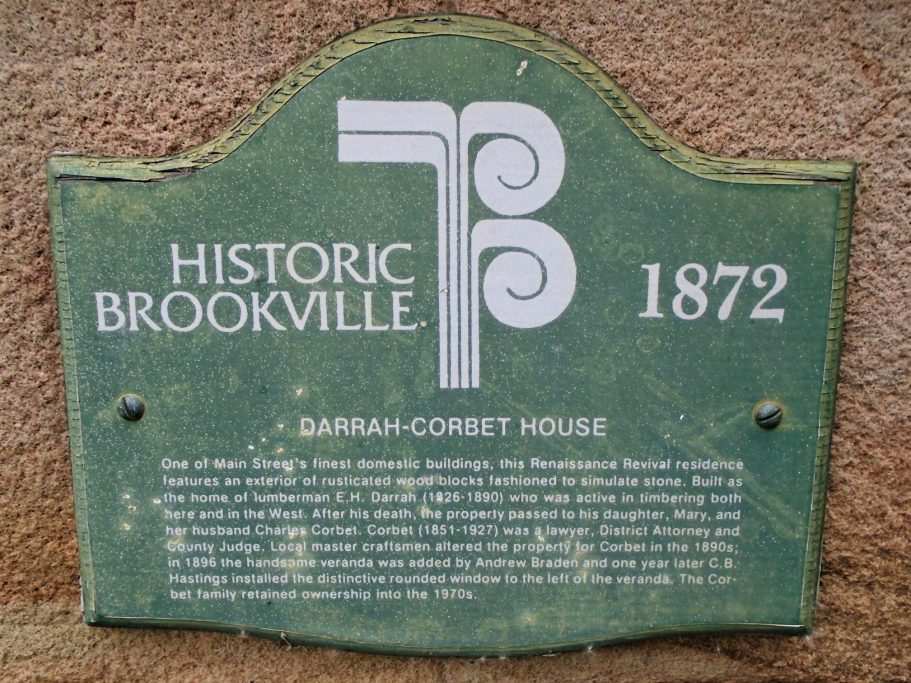 HISTORIC
BROOKVILLE
1872
DARRAH-CORBET HOUSE
One of Main Street's finest domestic buildings, this Renaissance Revival residence
features an exterior of rusticated wood blocks fashioned to simulate stone. Built as
the home of lumberman E.H. Darrah (1826-1890) who was active in timbering both
here and in the West. After his death, the property passed to his daughter, Mary, and
her husband Charles Corbet. Corbet (1851-1927) was a lawyer, District Attorney and
County Judge. Local master craftsmen altered the property for Corbet in the 1890s;
in 1896 the handsome veranda was added by Andrew Braden and one year later C.B.
Hastings installed the distinctive rounded window to the left of the veranda. The Cor-
bet family retained ownership into the 1970s.